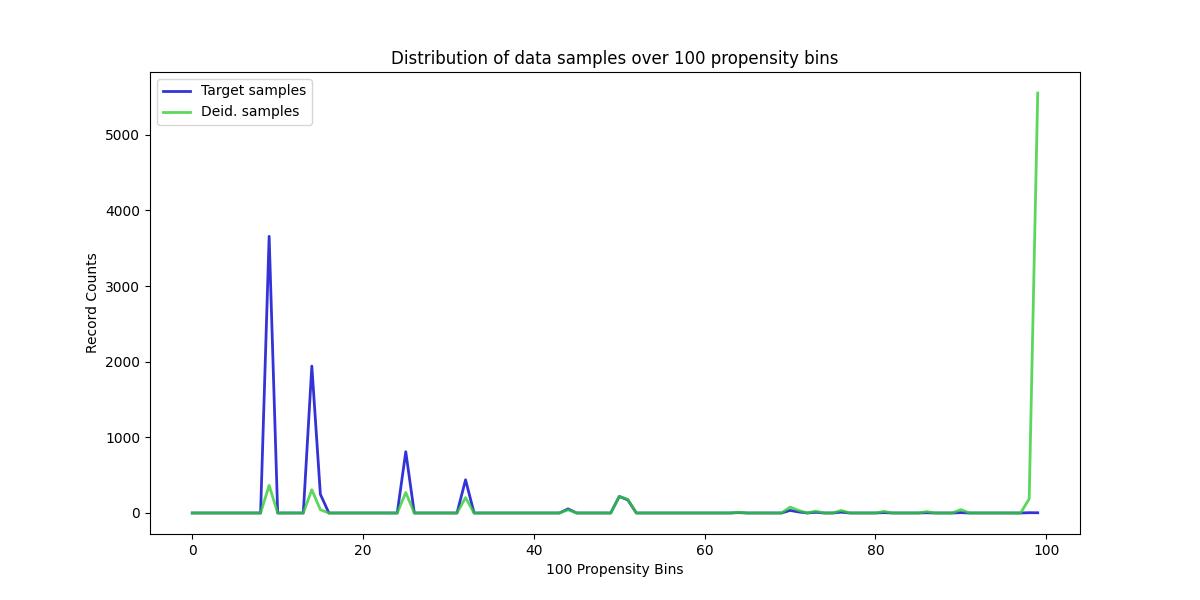 Distribution of data samples over 100 propensity bins
Target samples
Deid. samples
Record Counts
5000
4000
3000
2000
1000
0
0 20 40 60 80 100
100 Propensity Bins